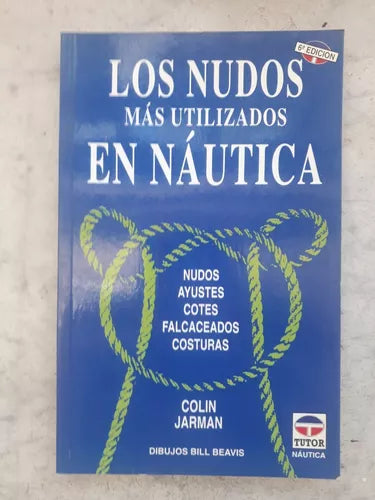 6ª EDICION
LOS NUDOS
MÁS UTILIZADOS
EN NÁUTICA
NUDOS
AYUSTES
COTES
FALCACEADOS
COSTURAS
COLIN
JARMAN
DIBUJOS BILL BEAVIS
TUTOR
NÁUTICA